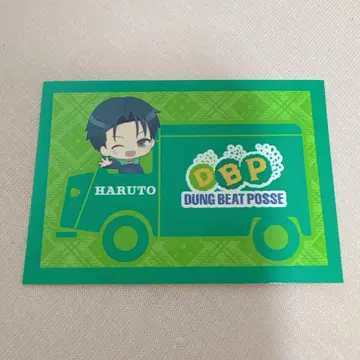 HARUTO
DBP
DUNG BEAT POSSE